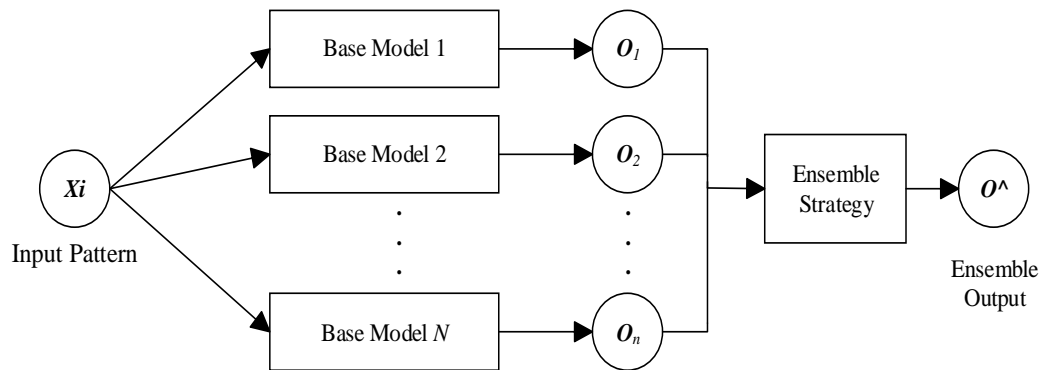 Base Model 1
O1
Base Model 2
O2
Xi
Input Pattern
Ensemble
Strategy
O^
Ensemble
Output
Base Model N
On